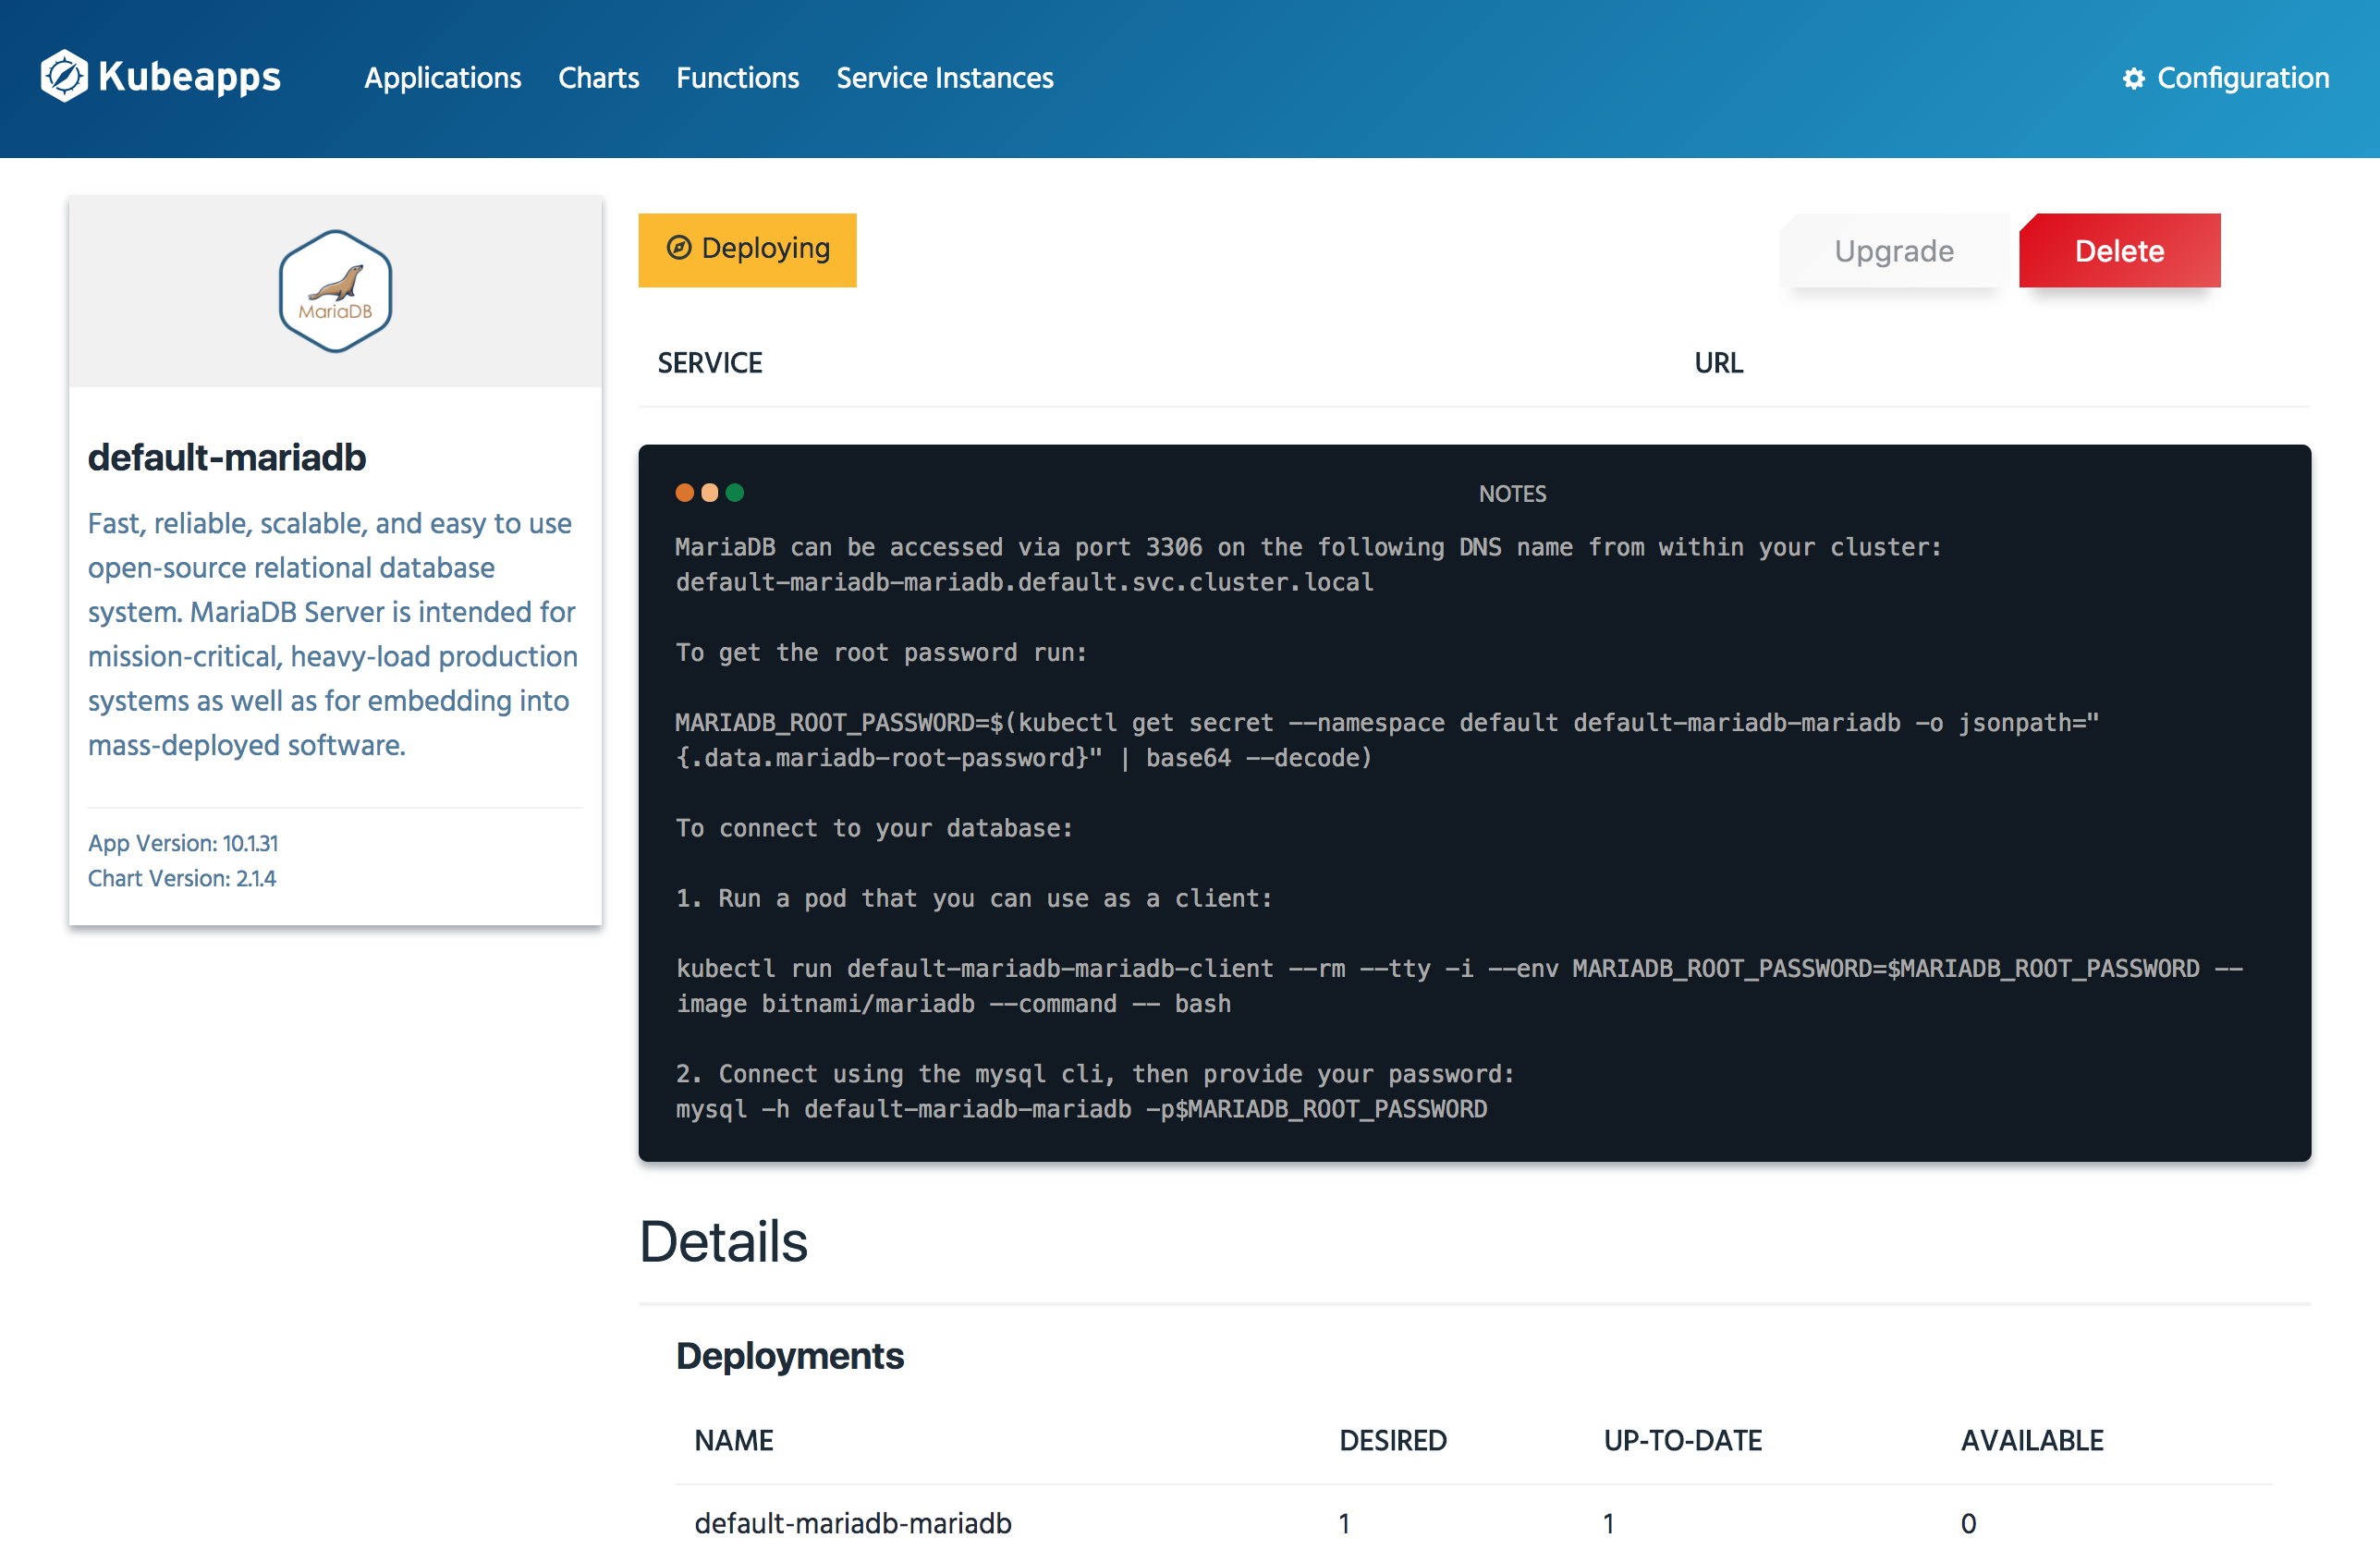 Kubeapps
Applications Charts Functions Service Instances
Configuration
MariaDB
default-mariadb
Fast, reliable, scalable, and easy to use
open-source relational database
system. MariaDB Server is intended for
mission-critical, heavy-load production
systems as well as for embedding into
mass-deployed software.
App Version: 10.1.31
Chart Version: 2.1.4
Deploying
Upgrade
Delete
SERVICE URL
NOTES
MariaDB can be accessed via port 3306 on the following DNS name from within your cluster:
default-mariadb-mariadb.default.svc.cluster.local
To get the root password run:
MARIADB_ROOT_PASSWORD=$(kubectl get secret --namespace default default-mariadb-mariadb -o jsonpath="
{.data.mariadb-root-password}" | base64 --decode)
To connect to your database:
1. Run a pod that you can use as a client:
kubectl run default-mariadb-mariadb-client --rm --tty -i --env MARIADB_ROOT_PASSWORD=$MARIADB_ROOT_PASSWORD --
image bitnami/mariadb --command -- bash
2. Connect using the mysql cli, then provide your password:
mysql -h default-mariadb-mariadb -p$MARIADB_ROOT_PASSWORD
Details
Deployments
NAME DESIRED UP-TO-DATE AVAILABLE
default-mariadb-mariadb 1 1 0